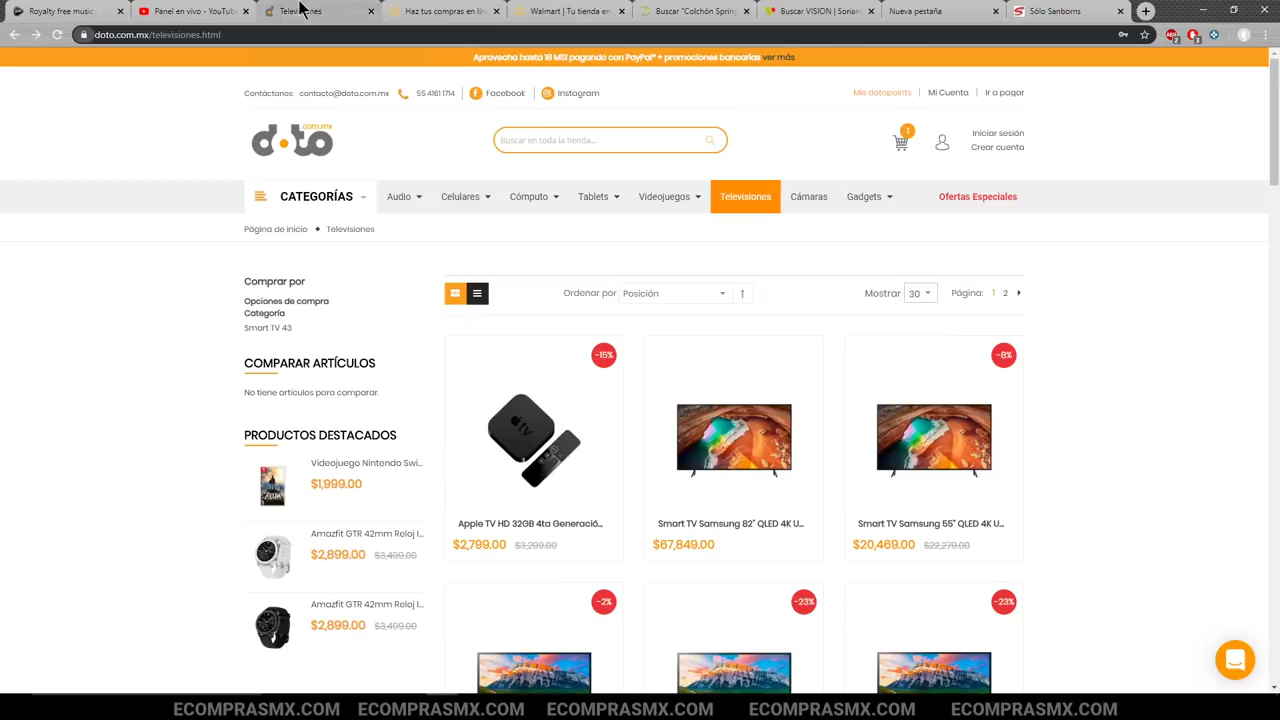 Royalty free music
Panel en vivo - YouTub
Televisiones
Haz tus compras en lín
Walmart | Tu tienda en
Buscar "Colchón Spring
Buscar VISION | Sorian
Nueva pestaña
Sólo Sanborns
doto.com.mx/televisiones.html
Aprovecha hasta 18 MSI pagando con PayPal* + promociones bancarias ver más
Contáctanos: contacto@doto.com.mx 55 4161 1714 Facebook Instagram
Mis dotopoints Mi Cuenta Ir a pagar
doto .com.mx
Buscar en toda la tienda...
1
Iniciar sesión
Crear cuenta
CATEGORÍAS Audio Celulares Cómputo Tablets Videojuegos Televisiones Cámaras Gadgets Ofertas Especiales
Página de inicio Televisiones
Comprar por
Opciones de compra
Categoría
Smart TV 43
Ordenar por Posición
Mostrar 30 Página: 1 2
COMPARAR ARTÍCULOS
No tiene artículos para comparar.
PRODUCTOS DESTACADOS
Videojuego Nintendo Swi...
$1,999.00
Amazfit GTR 42mm Reloj I...
$2,899.00 $3,499.00
Amazfit GTR 42mm Reloj I...
$2,899.00 $3,499.00
-15%
tv
Apple TV HD 32GB 4ta Generació...
$2,799.00 $3,299.00
Smart TV Samsung 82" QLED 4K U...
$67,849.00
-8%
Smart TV Samsung 55" QLED 4K U...
$20,469.00 $22,279.00
-2%
-23%
-23%
ECOMPRASMX.COM ECOMPRASMX.COM ECOMPRASMX.COM ECOMPRASMX.COM ECOMPRASMX.COM